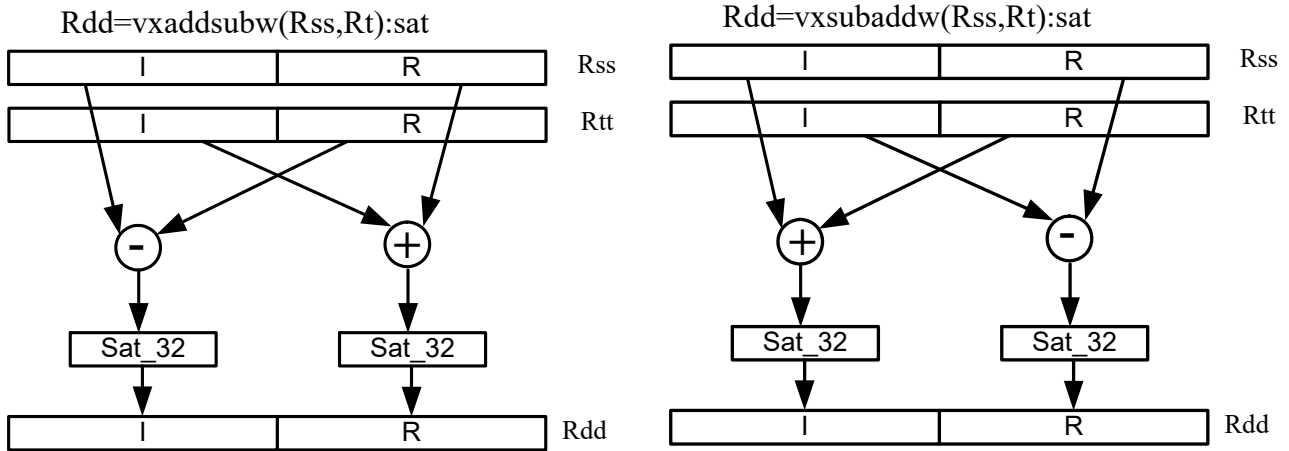 Rdd=vxaddsubw(Rss,Rt):sat
I R Rss
I R Rtt
- +
Sat_32 Sat_32
I R Rdd
Rdd=vxsubaddw(Rss,Rt):sat
I R Rss
I R Rtt
+ -
Sat_32 Sat_32
I R Rdd